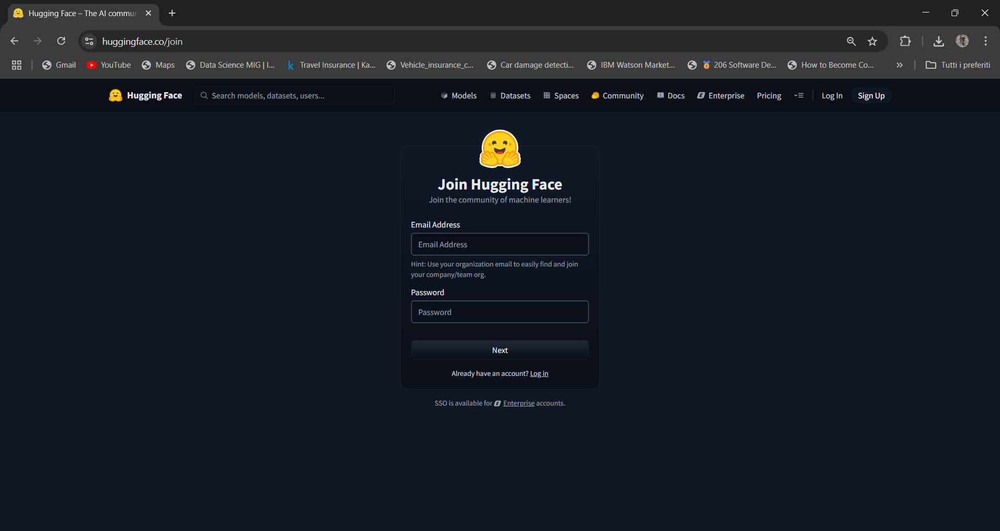 Hugging Face – The AI commu
huggingface.co/join
Gmail
YouTube
Maps
Data Science MIG | I...
Travel Insurance | Ka...
Vehicle_insurance_c...
Car damage detecti...
IBM Watson Market...
206 Software De...
How to Become Co...
Tutti i preferiti
Hugging Face
Search models, datasets, users...
Models
Datasets
Spaces
Community
Docs
Enterprise
Pricing
Log In
Sign Up
Join Hugging Face
Join the community of machine learners!
Email Address
Email Address
Hint: Use your organization email to easily find and join
your company/team org.
Password
Password
Next
Already have an account? Log in
SSO is available for Enterprise accounts.